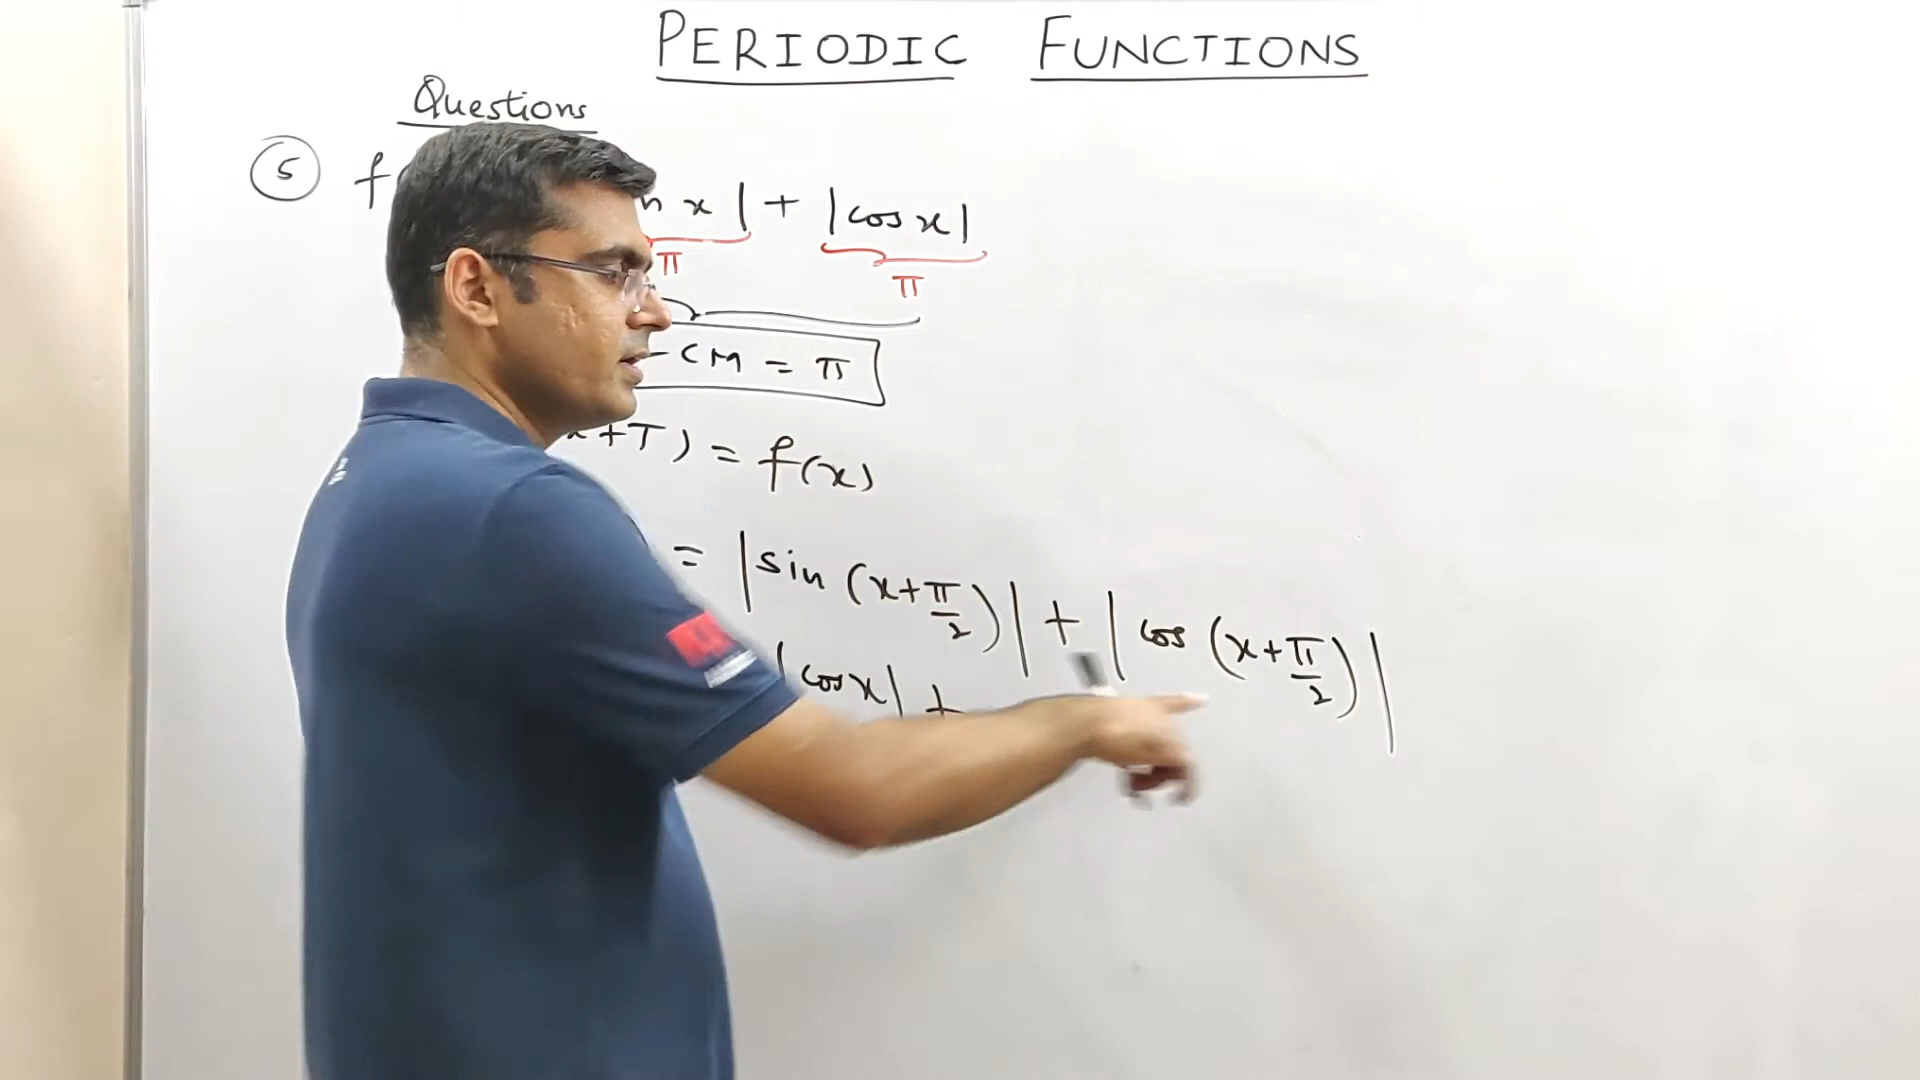 PERIODIC FUNCTIONS
Questions
⑤ f
x | + |cos x|
π π
CM = π
+T) = f(x)
= |sin (x+π/2)| + |cos (x+π/2)|
|cos x| +